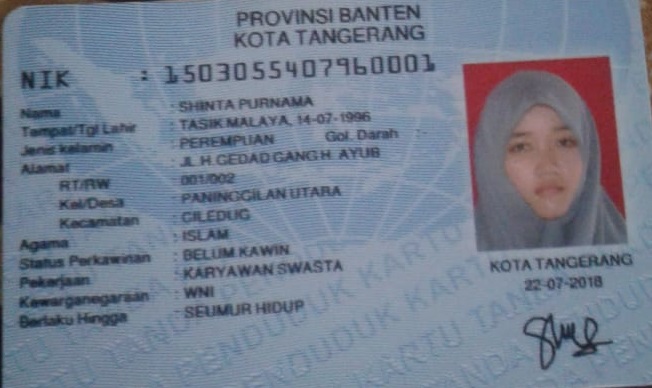 PROVINSI BANTEN
KOTA TANGERANG
NIK : 1503055407960001
Nama : SHINTA PURNAMA
Tempat/Tgl Lahir : TASIK MALAYA, 14-07-1996
Jenis kelamin : PEREMPUAN Gol. Darah :
Alamat : JL H.GEDAD GANG H. AYUB
RT/RW : 001/002
Kel/Desa : PANINGGILAN UTARA
Kecamatan : CILEDUG
Agama : ISLAM
Status Perkawinan : BELUM KAWIN
Pekerjaan : KARYAWAN SWASTA
Kewarganegaraan : WNI
Berlaku Hingga : SEUMUR HIDUP
KOTA TANGERANG
22-07-2018